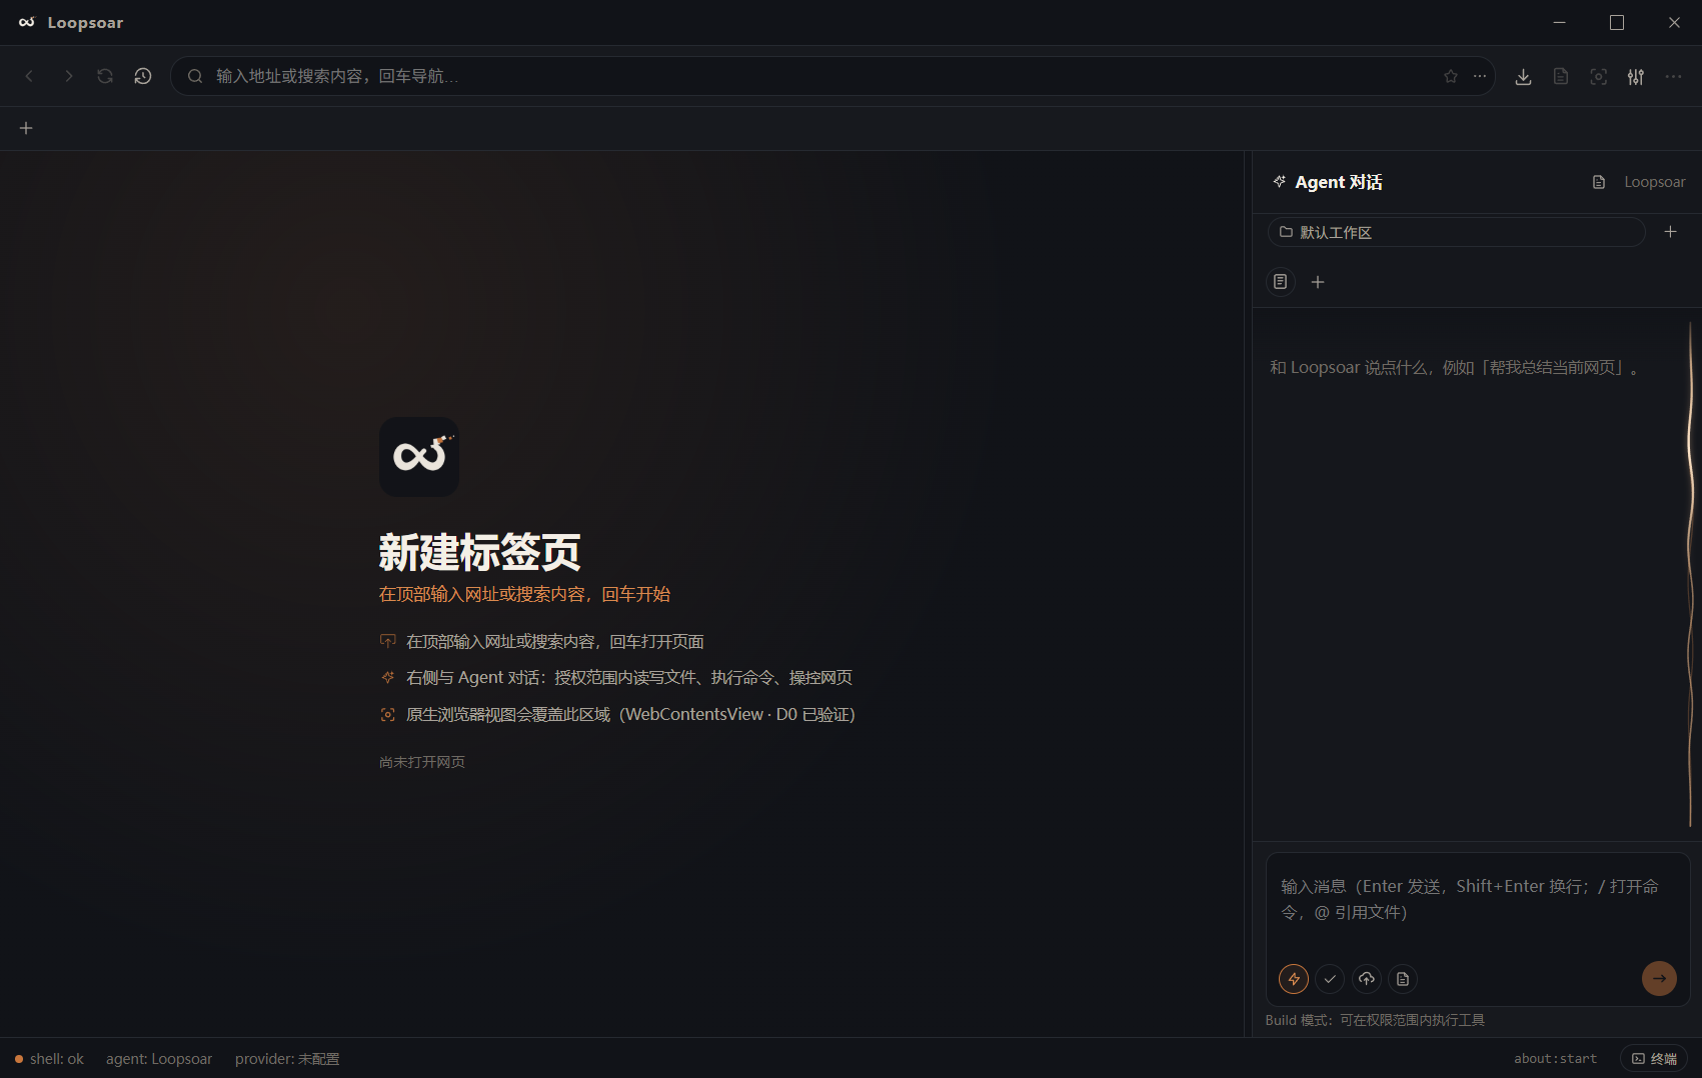 Loopsoar
输入地址或搜索内容，回车导航...
Agent 对话
Loopsoar
默认工作区
和 Loopsoar 说点什么，例如「帮我总结当前网页」。
新建标签页
在顶部输入网址或搜索内容，回车开始
在顶部输入网址或搜索内容，回车打开页面
右侧与 Agent 对话：授权范围内读写文件、执行命令、操控网页
原生浏览器视图会覆盖此区域（WebContentsView · D0 已验证）
尚未打开网页
输入消息（Enter 发送，Shift+Enter 换行；/ 打开命
令，@ 引用文件）
Build 模式：可在权限范围内执行工具
shell: ok
agent: Loopsoar
provider: 未配置
about:start
终端